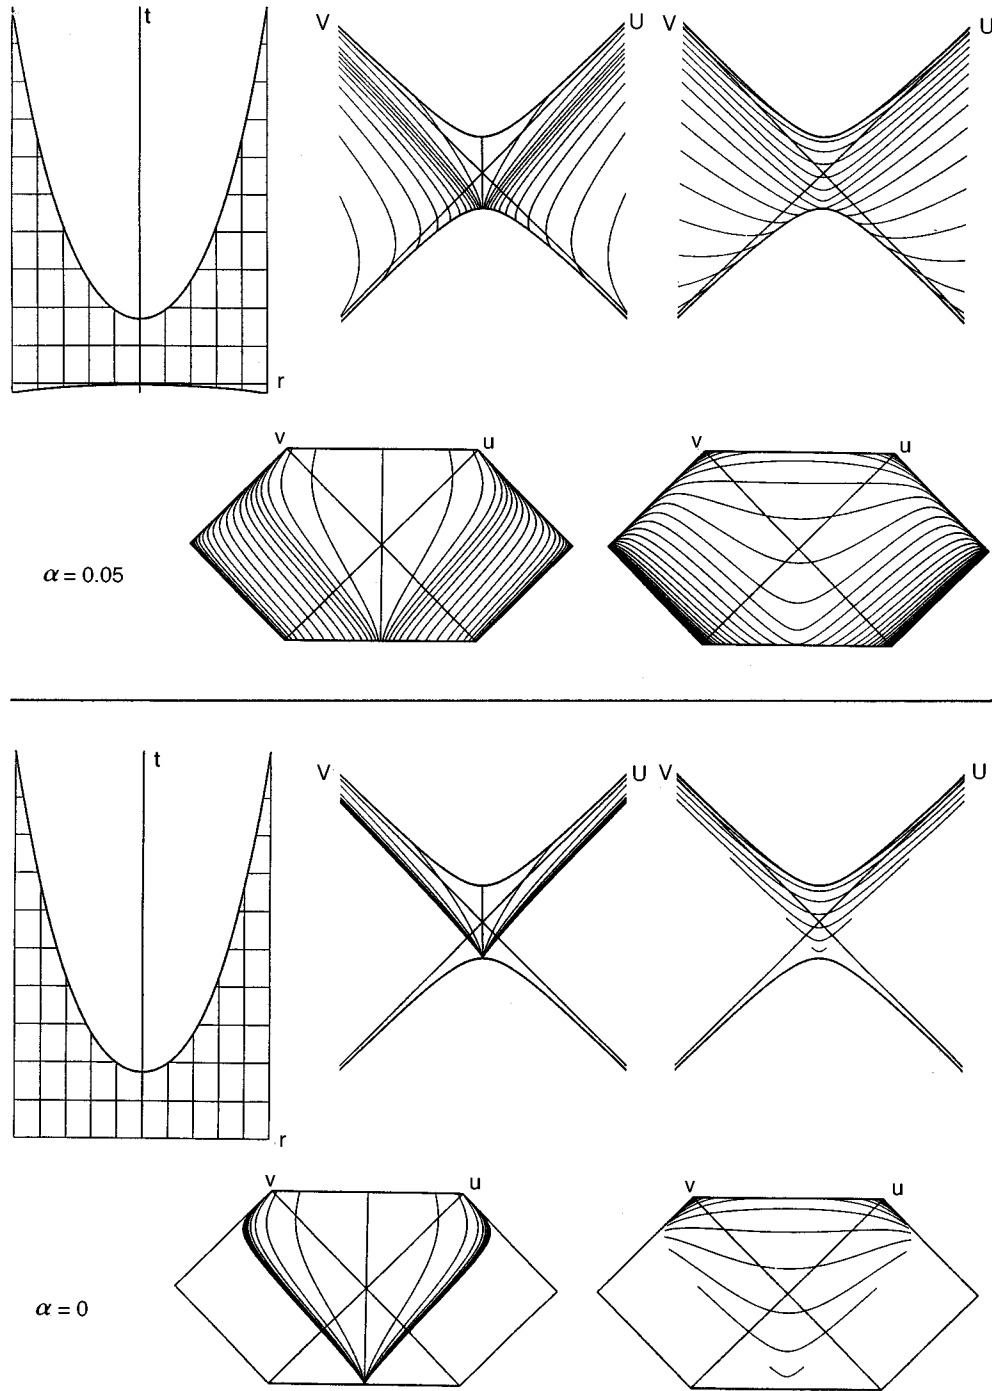 t
V U V U
r
v u v u
α = 0.05
t
V U V U
r
v u v u
α = 0